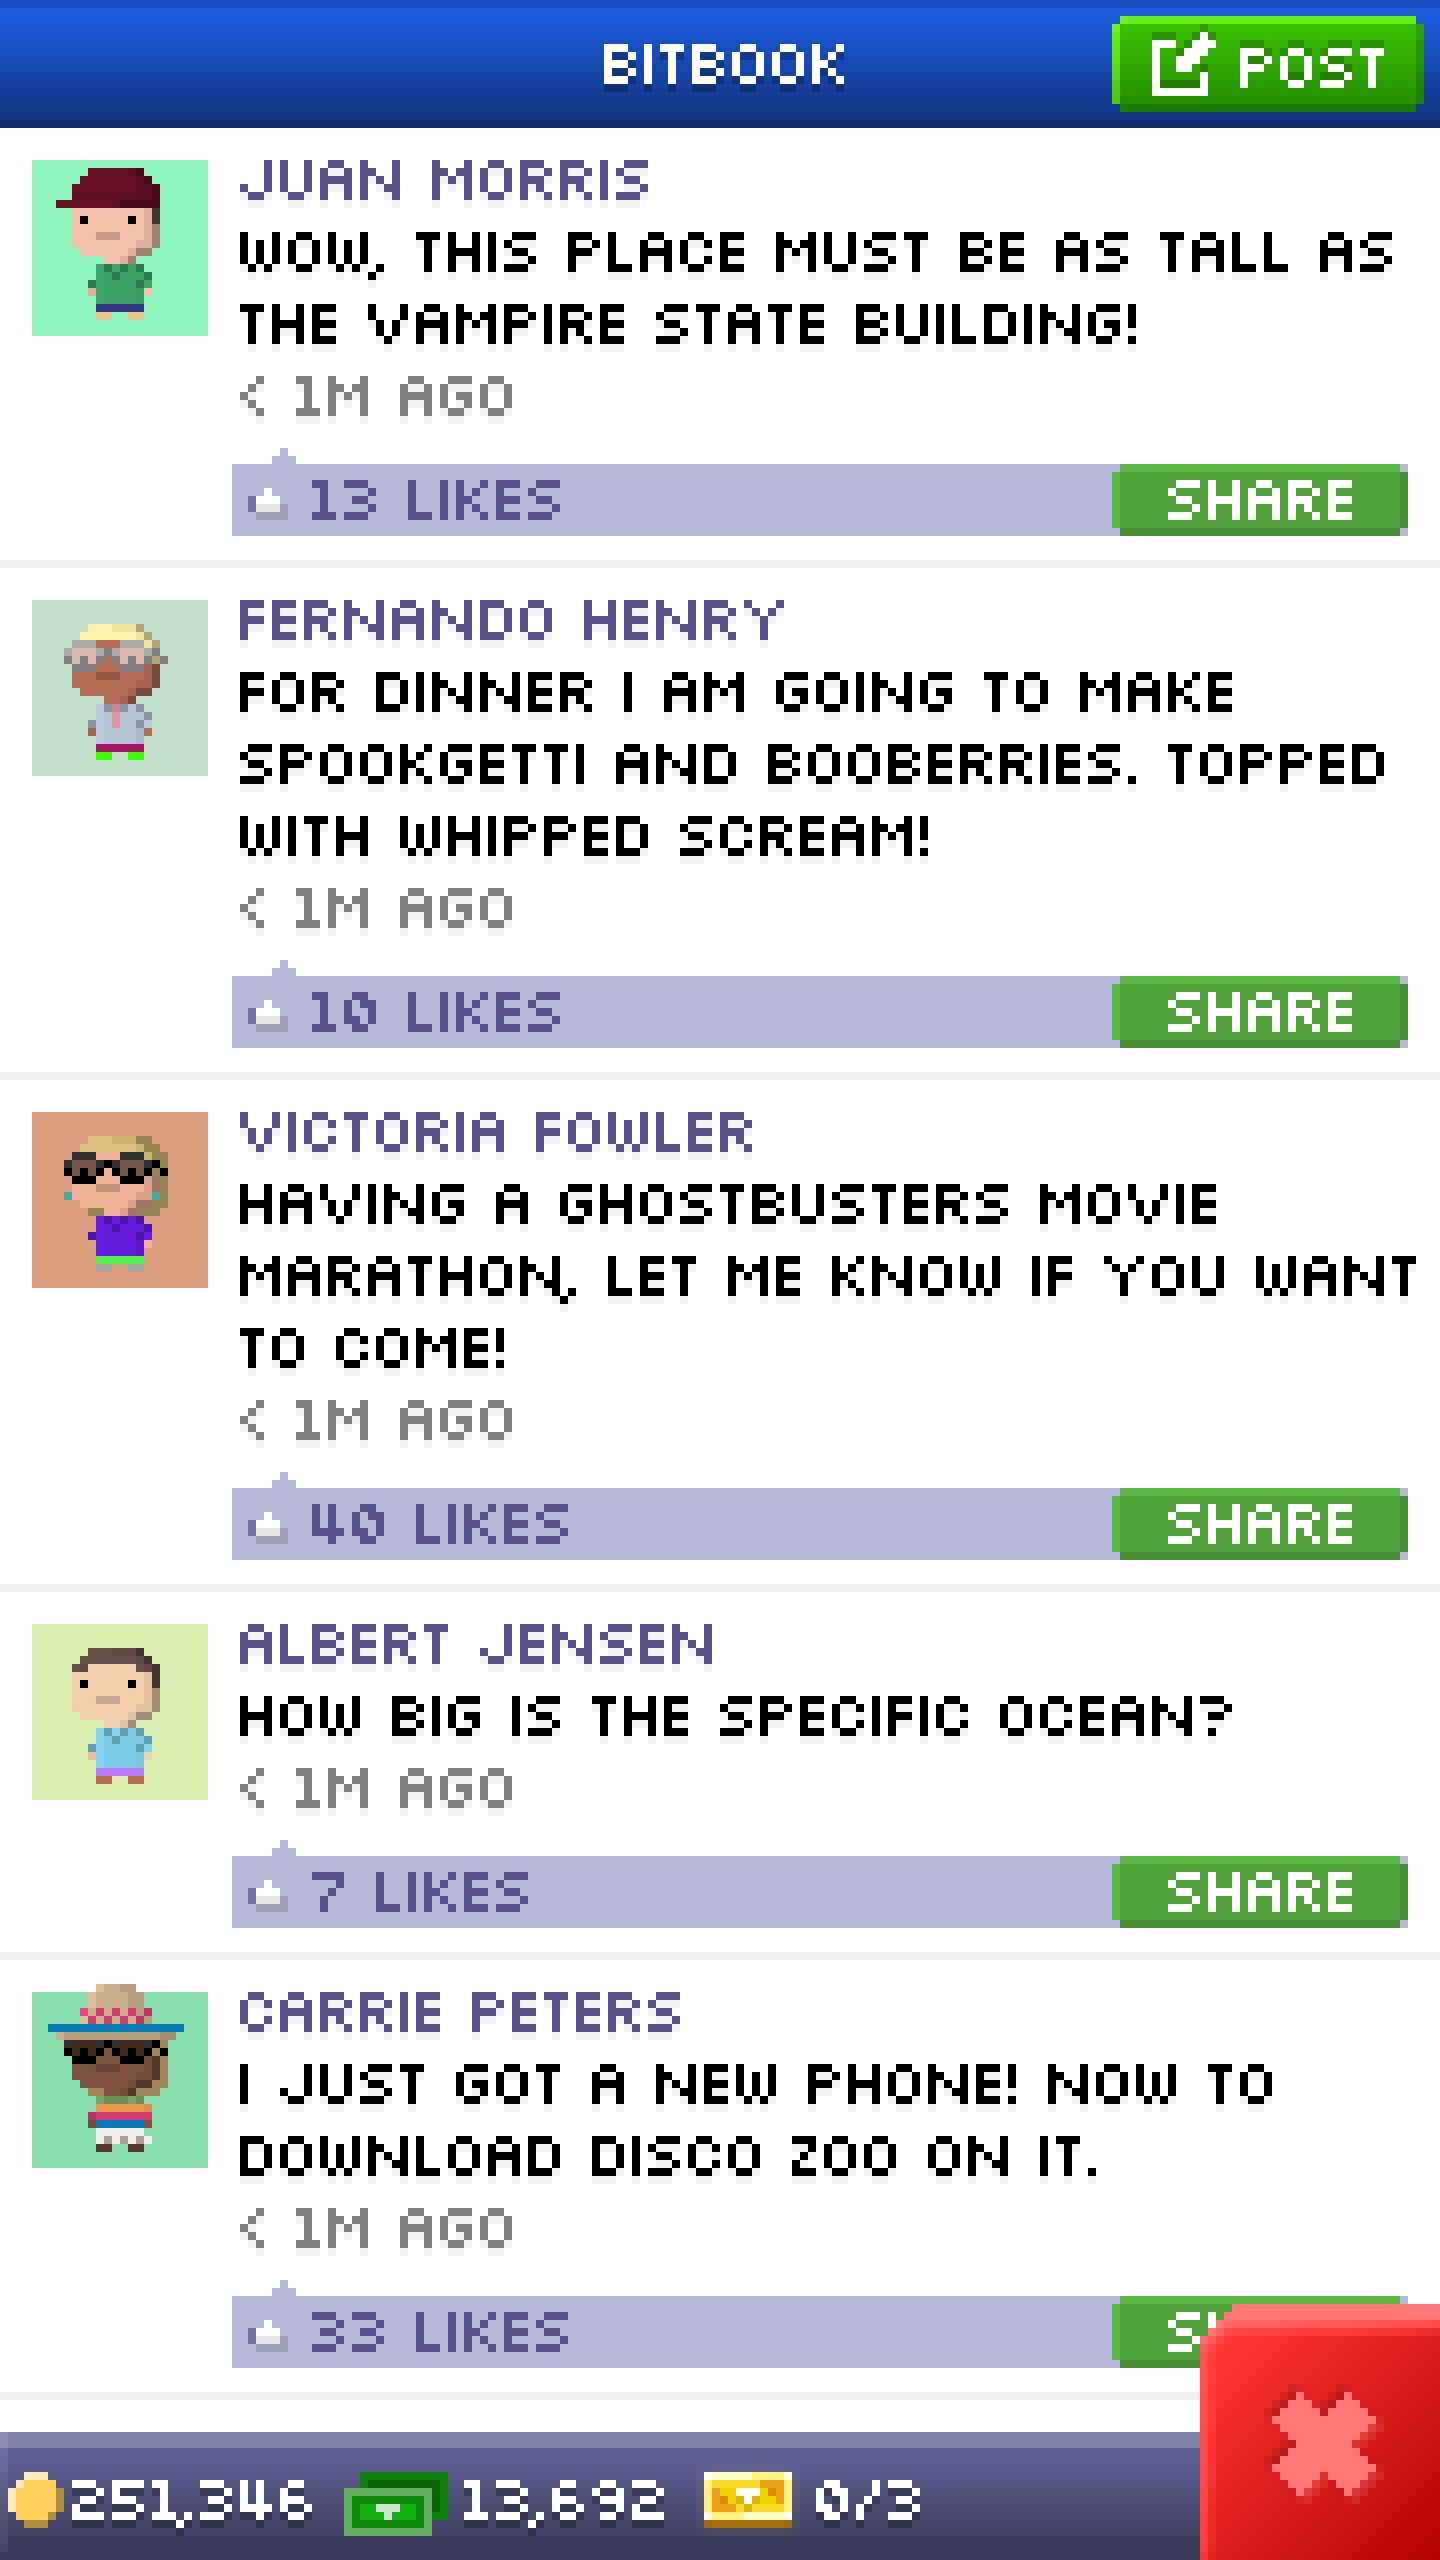 BITBOOK
POST
JUAN MORRIS
WOW, THIS PLACE MUST BE AS TALL AS
THE VAMPIRE STATE BUILDING!
< 1M AGO
13 LIKES
SHARE
FERNANDO HENRY
FOR DINNER I AM GOING TO MAKE
SPOOKGETTI AND BOOBERRIES. TOPPED
WITH WHIPPED SCREAM!
< 1M AGO
10 LIKES
SHARE
VICTORIA FOWLER
HAVING A GHOSTBUSTERS MOVIE
MARATHON, LET ME KNOW IF YOU WANT
TO COME!
< 1M AGO
40 LIKES
SHARE
ALBERT JENSEN
HOW BIG IS THE SPECIFIC OCEAN?
< 1M AGO
7 LIKES
SHARE
CARRIE PETERS
I JUST GOT A NEW PHONE! NOW TO
DOWNLOAD DISCO ZOO ON IT.
< 1M AGO
33 LIKES
251,346
13,692
0/3